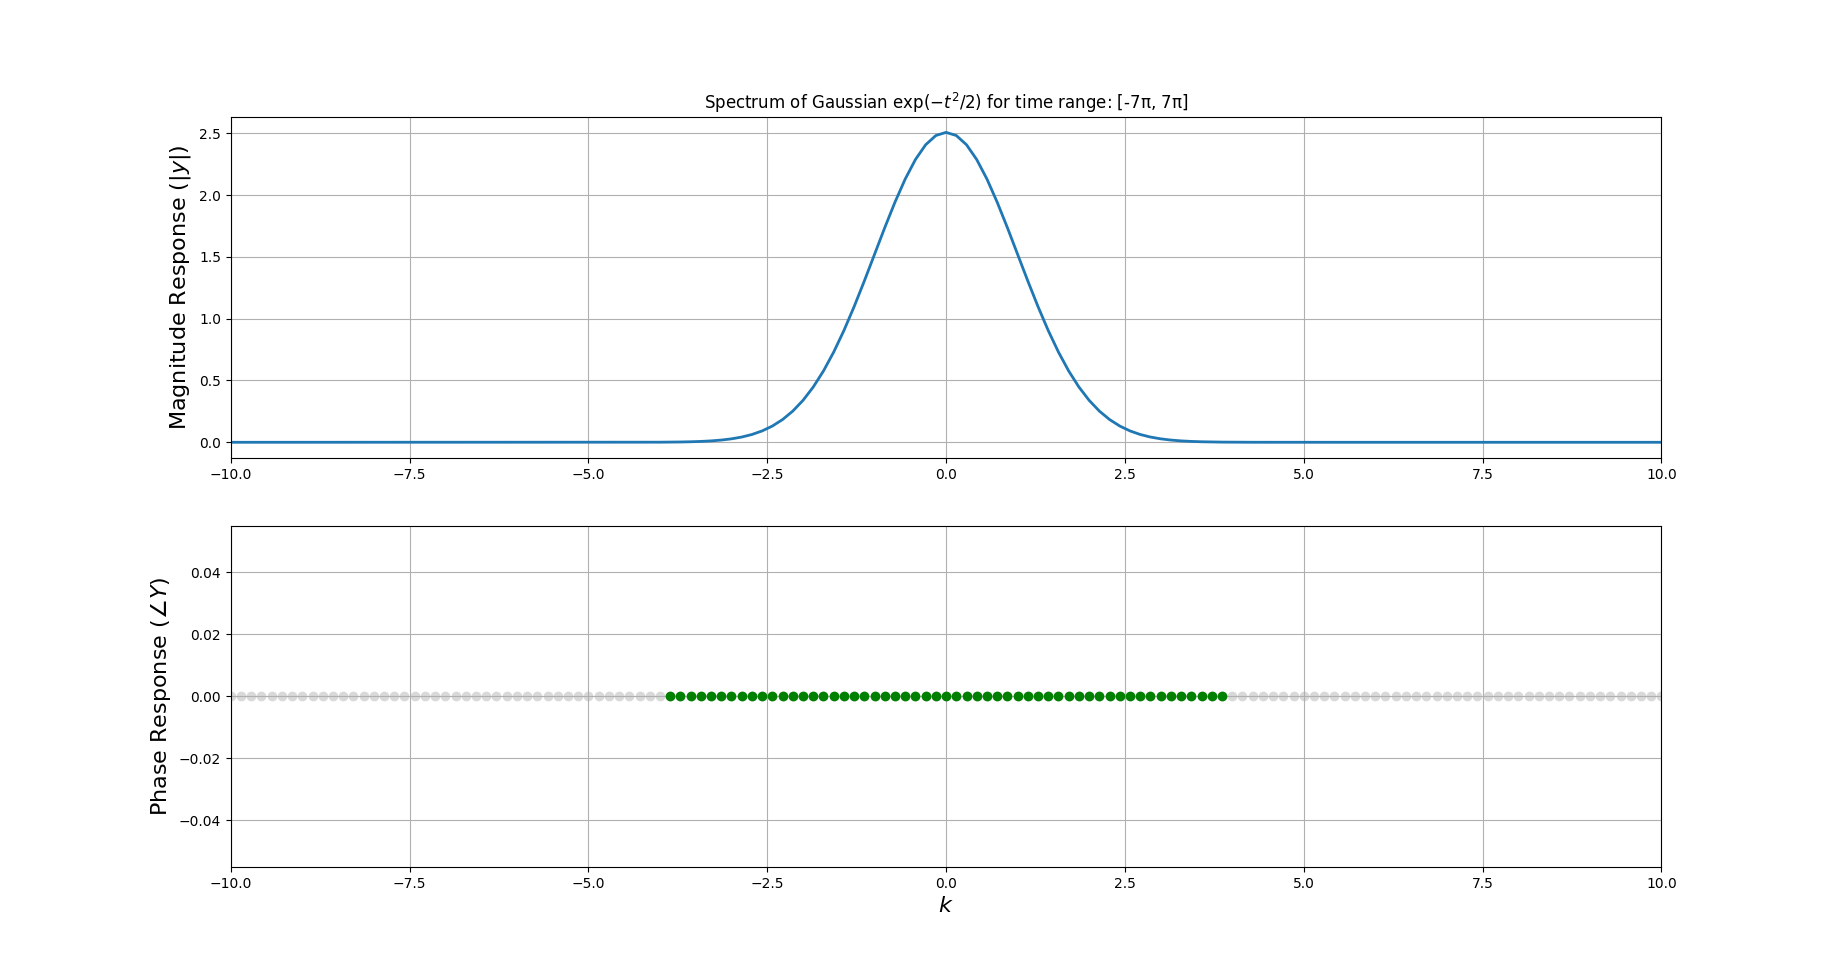 Spectrum of Gaussian exp(−t²/2) for time range: [-7π, 7π]
Magnitude Response (|y|)
2.5
2.0
1.5
1.0
0.5
0.0
−10.0 −7.5 −5.0 −2.5 0.0 2.5 5.0 7.5 10.0
Phase Response (∠Y)
0.04
0.02
0.00
−0.02
−0.04
−10.0 −7.5 −5.0 −2.5 0.0 2.5 5.0 7.5 10.0
k